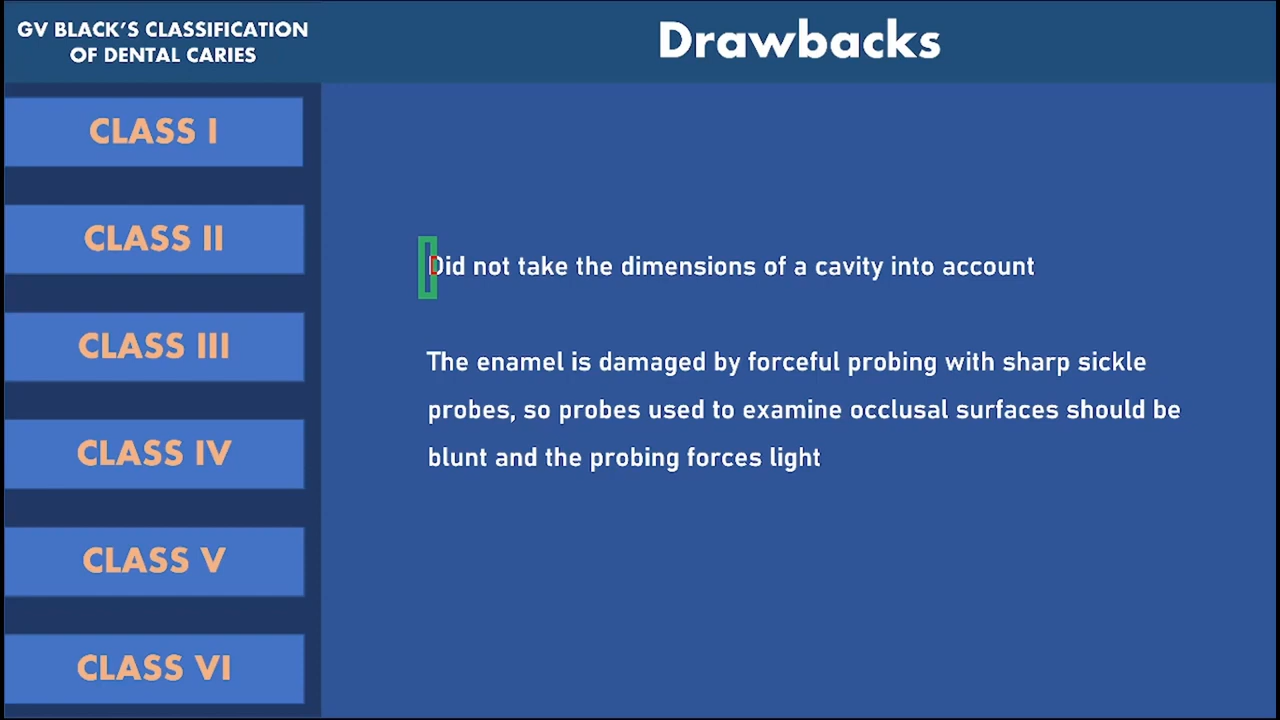 GV BLACK'S CLASSIFICATION
OF DENTAL CARIES
Drawbacks
CLASS I
CLASS II
CLASS III
CLASS IV
CLASS V
CLASS VI
Did not take the dimensions of a cavity into account
The enamel is damaged by forceful probing with sharp sickle
probes, so probes used to examine occlusal surfaces should be
blunt and the probing forces light